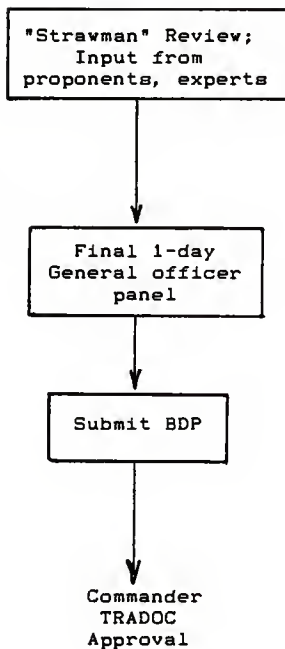 "Strawman" Review;
Input from
proponents, experts
Final 1-day
General officer
panel
Submit BDP
Commander
TRADOC
Approval